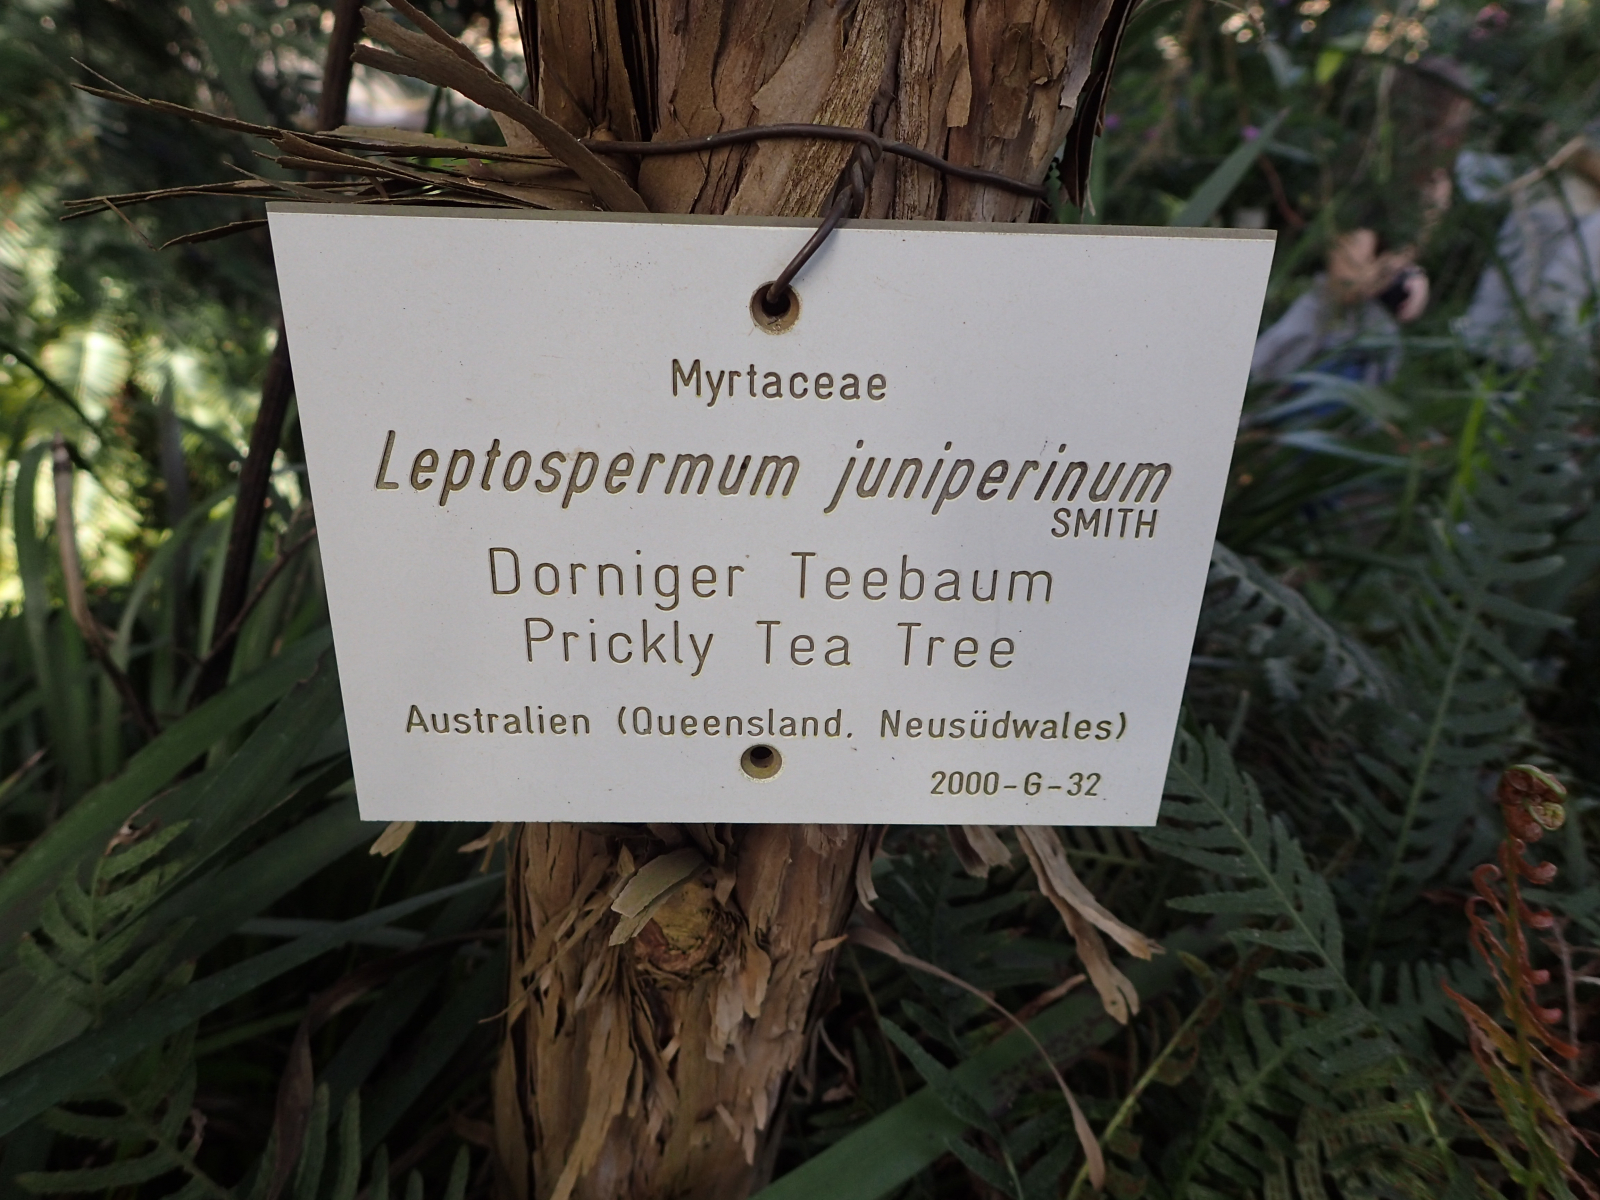 Myrtaceae
Leptospermum juniperinum
SMITH
Dorniger Teebaum
Prickly Tea Tree
Australien (Queensland, Neusüdwales)
2000-G-32